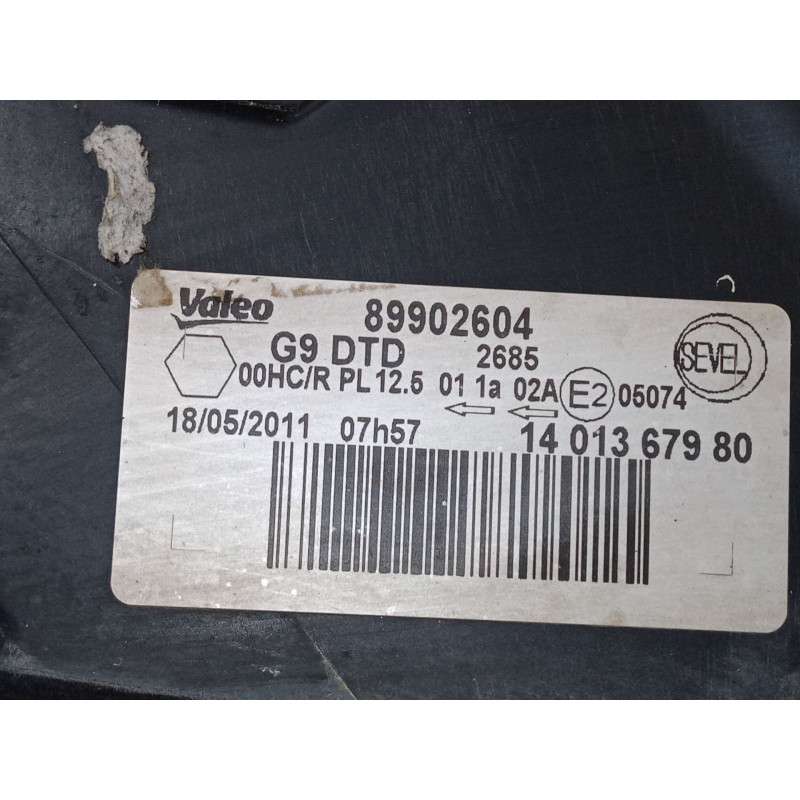 Valeo 89902604
G9 DTD 2685 SEVEL
00HC/R PL 12.5 01 1a 02A E2 05074
18/05/2011 07h57 14 013 679 80